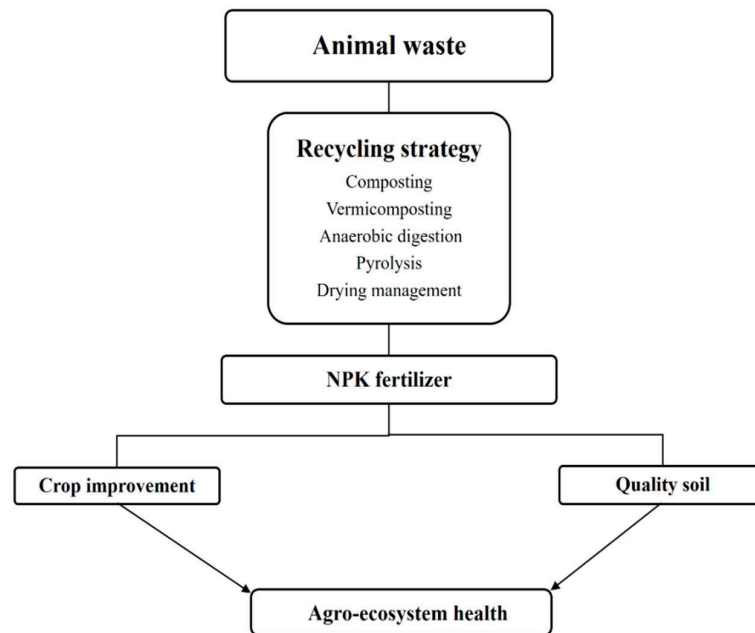 Animal waste
Recycling strategy
Composting
Vermicomposting
Anaerobic digestion
Pyrolysis
Drying management
NPK fertilizer
Crop improvement
Quality soil
Agro-ecosystem health